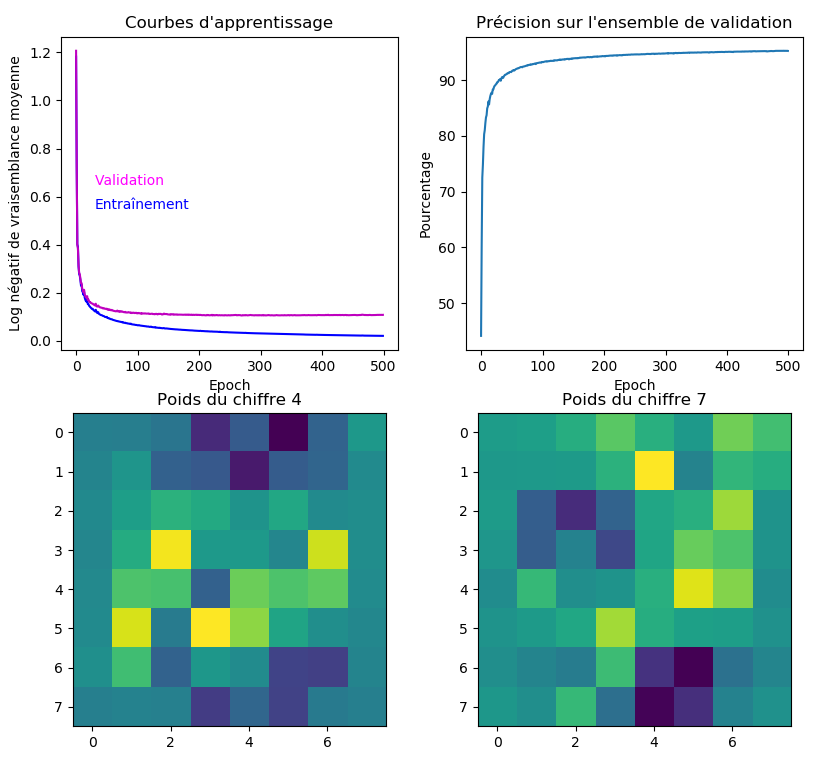 Courbes d'apprentissage
Log négatif de vraisemblance moyenne
1.2
1.0
0.8
0.6
0.4
0.2
0.0
Validation
Entraînement
0 100 200 300 400 500
Epoch
Précision sur l'ensemble de validation
Pourcentage
90
80
70
60
50
0 100 200 300 400 500
Epoch
Poids du chiffre 4
0
1
2
3
4
5
6
7
0 2 4 6
Poids du chiffre 7
0
1
2
3
4
5
6
7
0 2 4 6